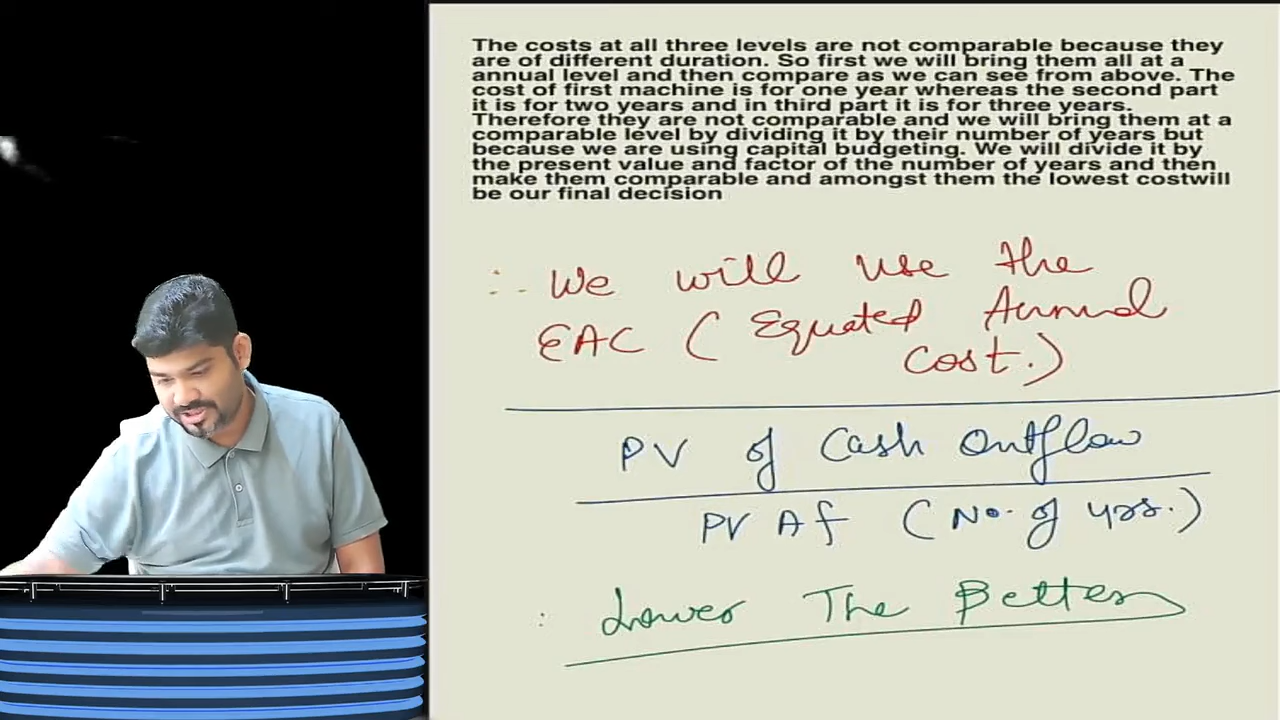 The costs at all three levels are not comparable because they
are of different duration. So first we will bring them all at a
annual level and then compare as we can see from above. The
cost of first machine is for one year whereas the second part
it is for two years and in third part it is for three years.
Therefore they are not comparable and we will bring them at a
comparable level by dividing it by their number of years but
because we are using capital budgeting. We will divide it by
the present value and factor of the number of years and then
make them comparable and amongst them the lowest costwill
be our final decision
∴ We will use the
EAC ( Equated Annual
Cost.)
PV of Cash Outflow
PV Af ( No. of yrs.)
: Lower The Better